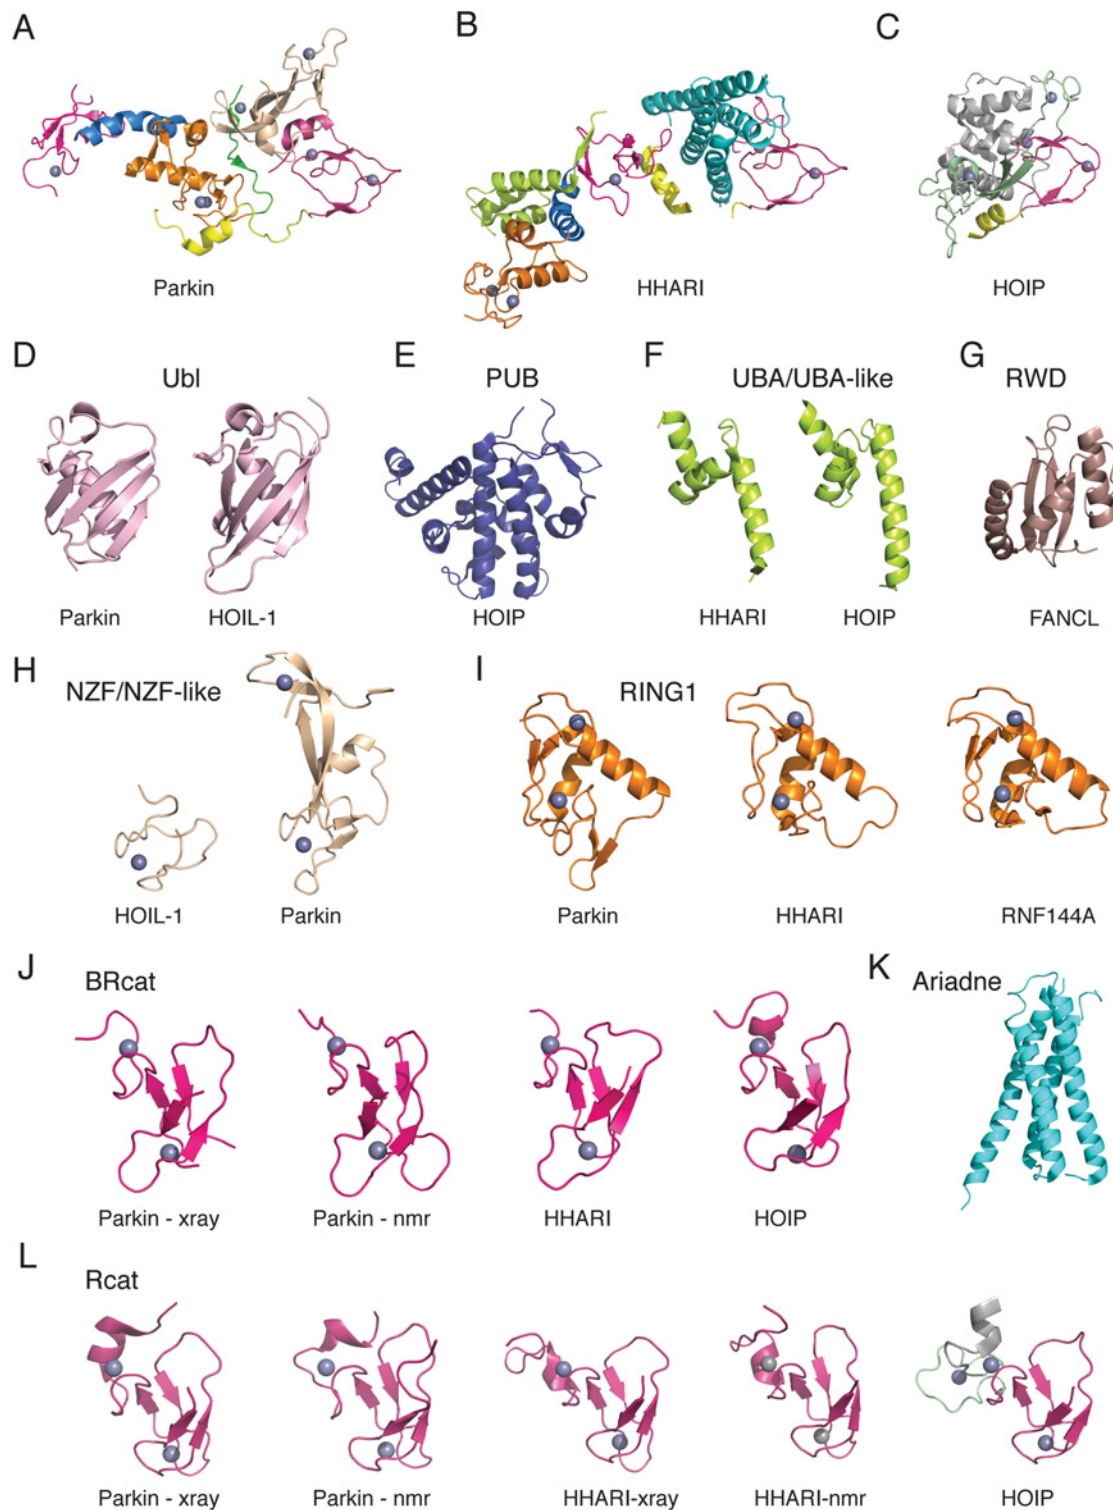 A
B
C
Parkin
HHARI
HOIP
D
Ubl
E
PUB
F
UBA/UBA-like
G
RWD
Parkin
HOIL-1
HOIP
HHARI
HOIP
FANCL
H
NZF/NZF-like
I
RING1
HOIL-1
Parkin
Parkin
HHARI
RNF144A
J
BRcat
K
Ariadne
Parkin - xray
Parkin - nmr
HHARI
HOIP
L
Rcat
Parkin - xray
Parkin - nmr
HHARI-xray
HHARI-nmr
HOIP